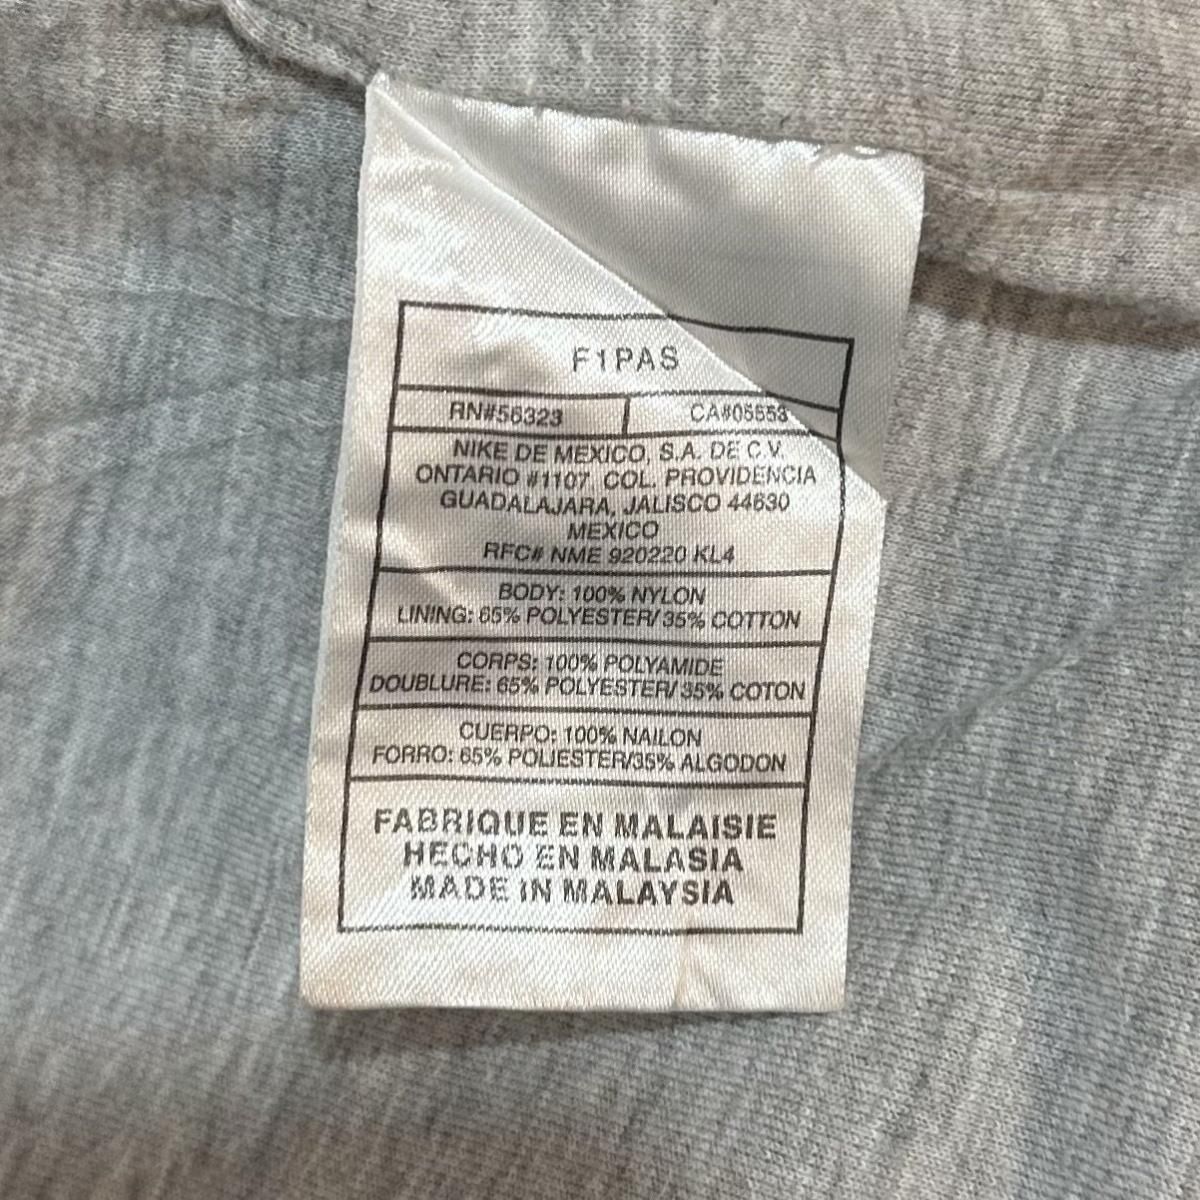 F1PAS
RN#56323 CA#05553
NIKE DE MEXICO, S.A. DE C.V.
ONTARIO #1107 COL. PROVIDENCIA
GUADALAJARA, JALISCO 44630
MEXICO
RFC# NME 920220 KL4
BODY: 100% NYLON
LINING: 65% POLYESTER/ 35% COTTON
CORPS: 100% POLYAMIDE
DOUBLURE: 65% POLYESTER/ 35% COTON
CUERPO: 100% NAILON
FORRO: 65% POLIESTER/35% ALGODON
FABRIQUE EN MALAISIE
HECHO EN MALASIA
MADE IN MALAYSIA